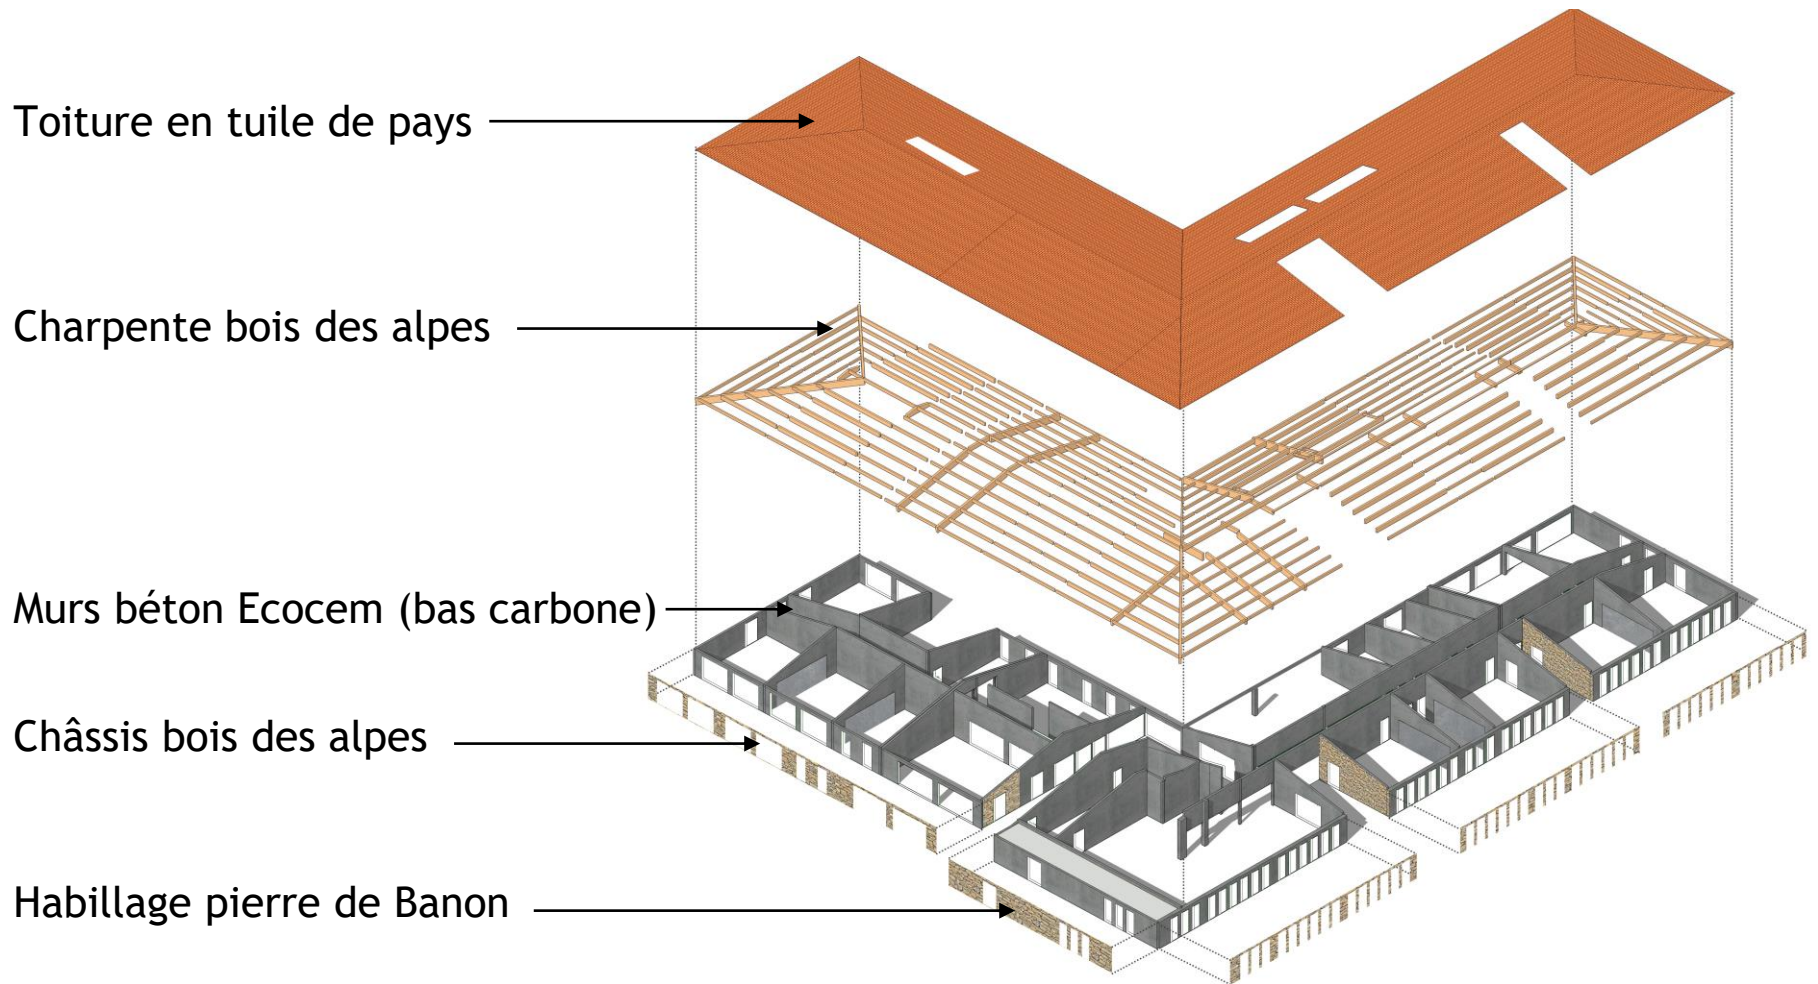 Toiture en tuile de pays
Charpente bois des alpes
Murs béton Ecocem (bas carbone)
Châssis bois des alpes
Habillage pierre de Banon